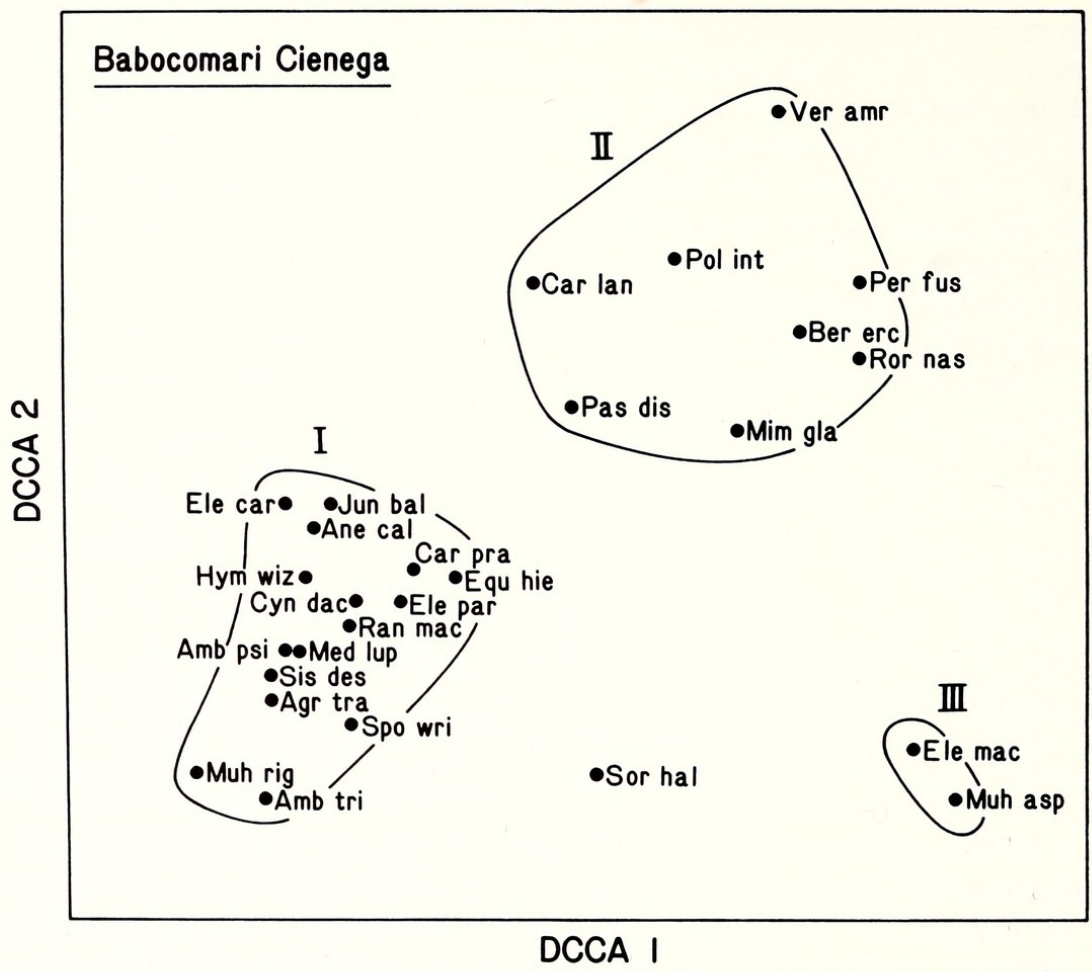 Babocomari Cienega
Ver amr
II
Pol int
Car lan
Per fus
Ber erc
Ror nas
Pas dis
Mim gla
I
Ele car
Jun bal
Ane cal
Car pra
Hym wiz
Equ hie
Cyn dac
Ele par
Ran mac
Amb psi
Med lup
Sis des
Agr tra
Spo wri
Muh rig
Amb tri
Sor hal
III
Ele mac
Muh asp
DCCA 2
DCCA 1